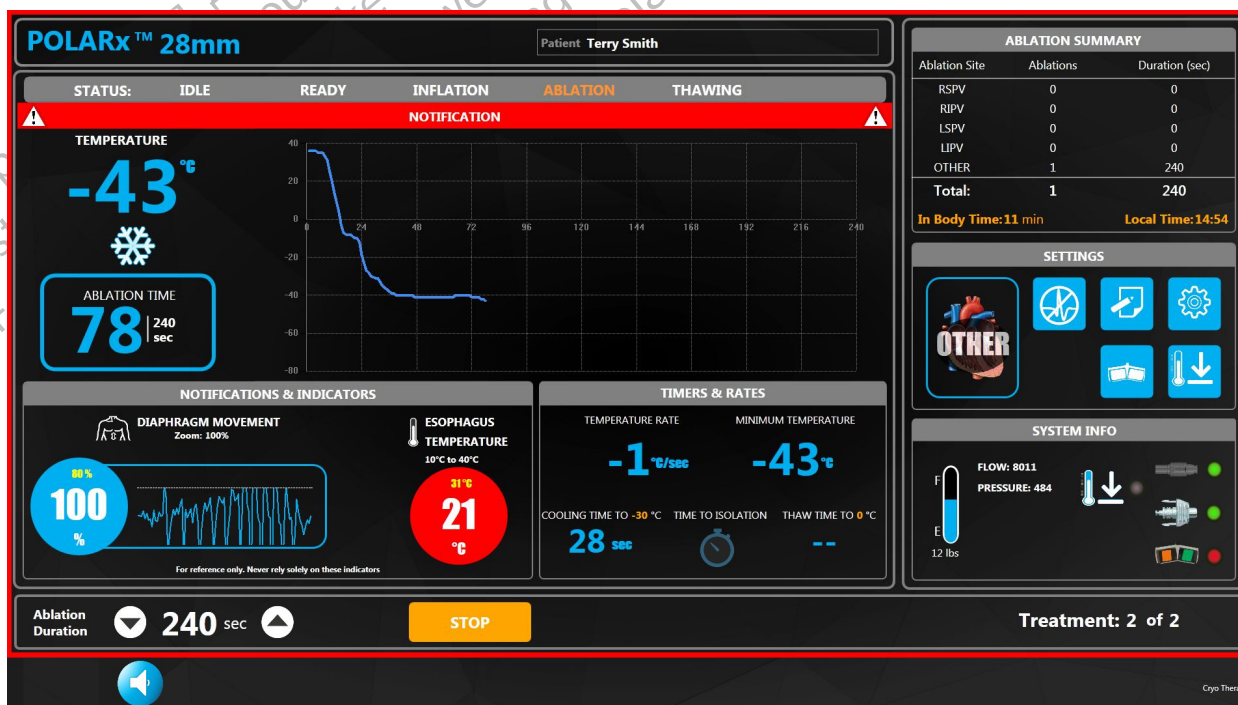 POLARx™ 28mm
Patient Terry Smith
STATUS: IDLE READY INFLATION ABLATION THAWING
NOTIFICATION
TEMPERATURE
-43 °C
ABLATION TIME
78 240 sec
40
20
0
-20
-40
-60
-80
0 24 48 72 96 120 144 168 192 216 240
NOTIFICATIONS & INDICATORS
DIAPHRAGM MOVEMENT
Zoom: 100%
80 %
100
%
ESOPHAGUS
TEMPERATURE
10°C to 40°C
31 °C
21
°C
For reference only. Never rely solely on these indicators
TIMERS & RATES
TEMPERATURE RATE MINIMUM TEMPERATURE
-1 °C/sec -43 °C
COOLING TIME TO -30 °C TIME TO ISOLATION THAW TIME TO 0 °C
28 sec --
ABLATION SUMMARY
Ablation Site Ablations Duration (sec)
RSPV 0 0
RIPV 0 0
LSPV 0 0
LIPV 0 0
OTHER 1 240
Total: 1 240
In Body Time: 11 min Local Time: 14:54
SETTINGS
OTHER
SYSTEM INFO
F
E
12 lbs
FLOW: 8011
PRESSURE: 484
Ablation
Duration
240 sec
STOP
Treatment: 2 of 2